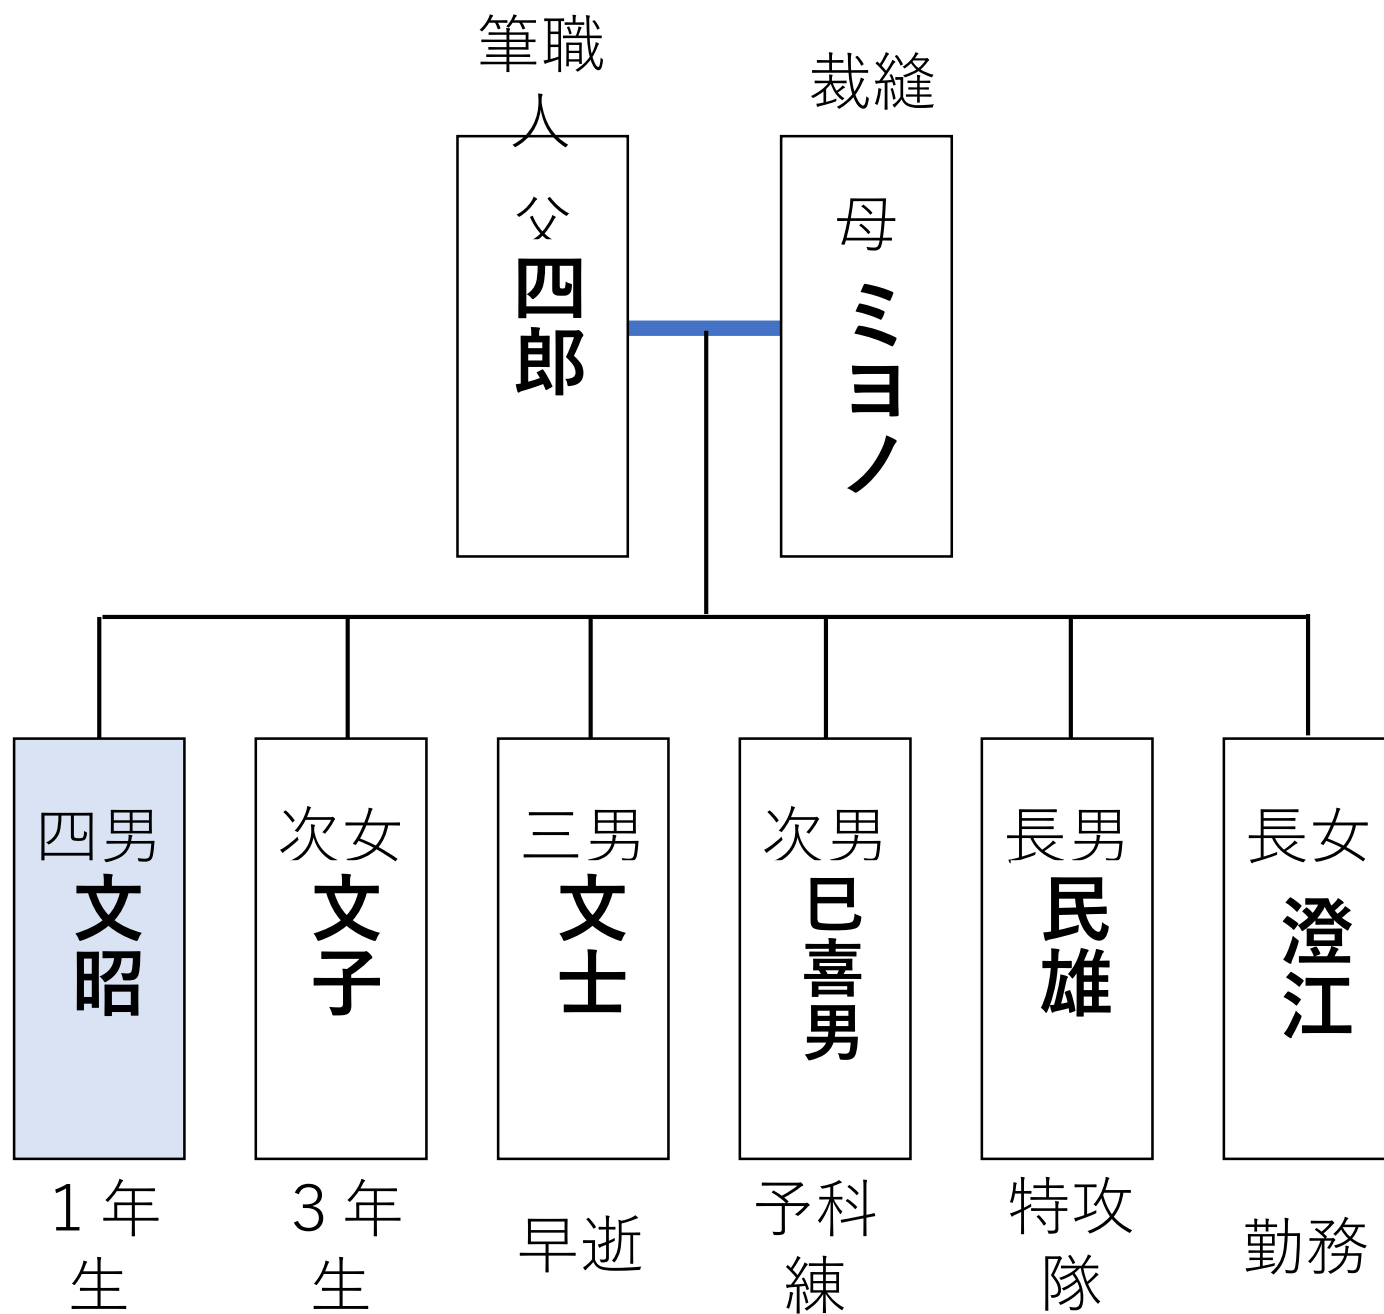 筆職
人
父
四郎
裁縫
母
ミヨノ
四男
文昭
1年
生
次女
文子
3年
生
三男
文士
早逝
次男
巳喜男
予科
練
長男
民雄
特攻
隊
長女
澄江
勤務